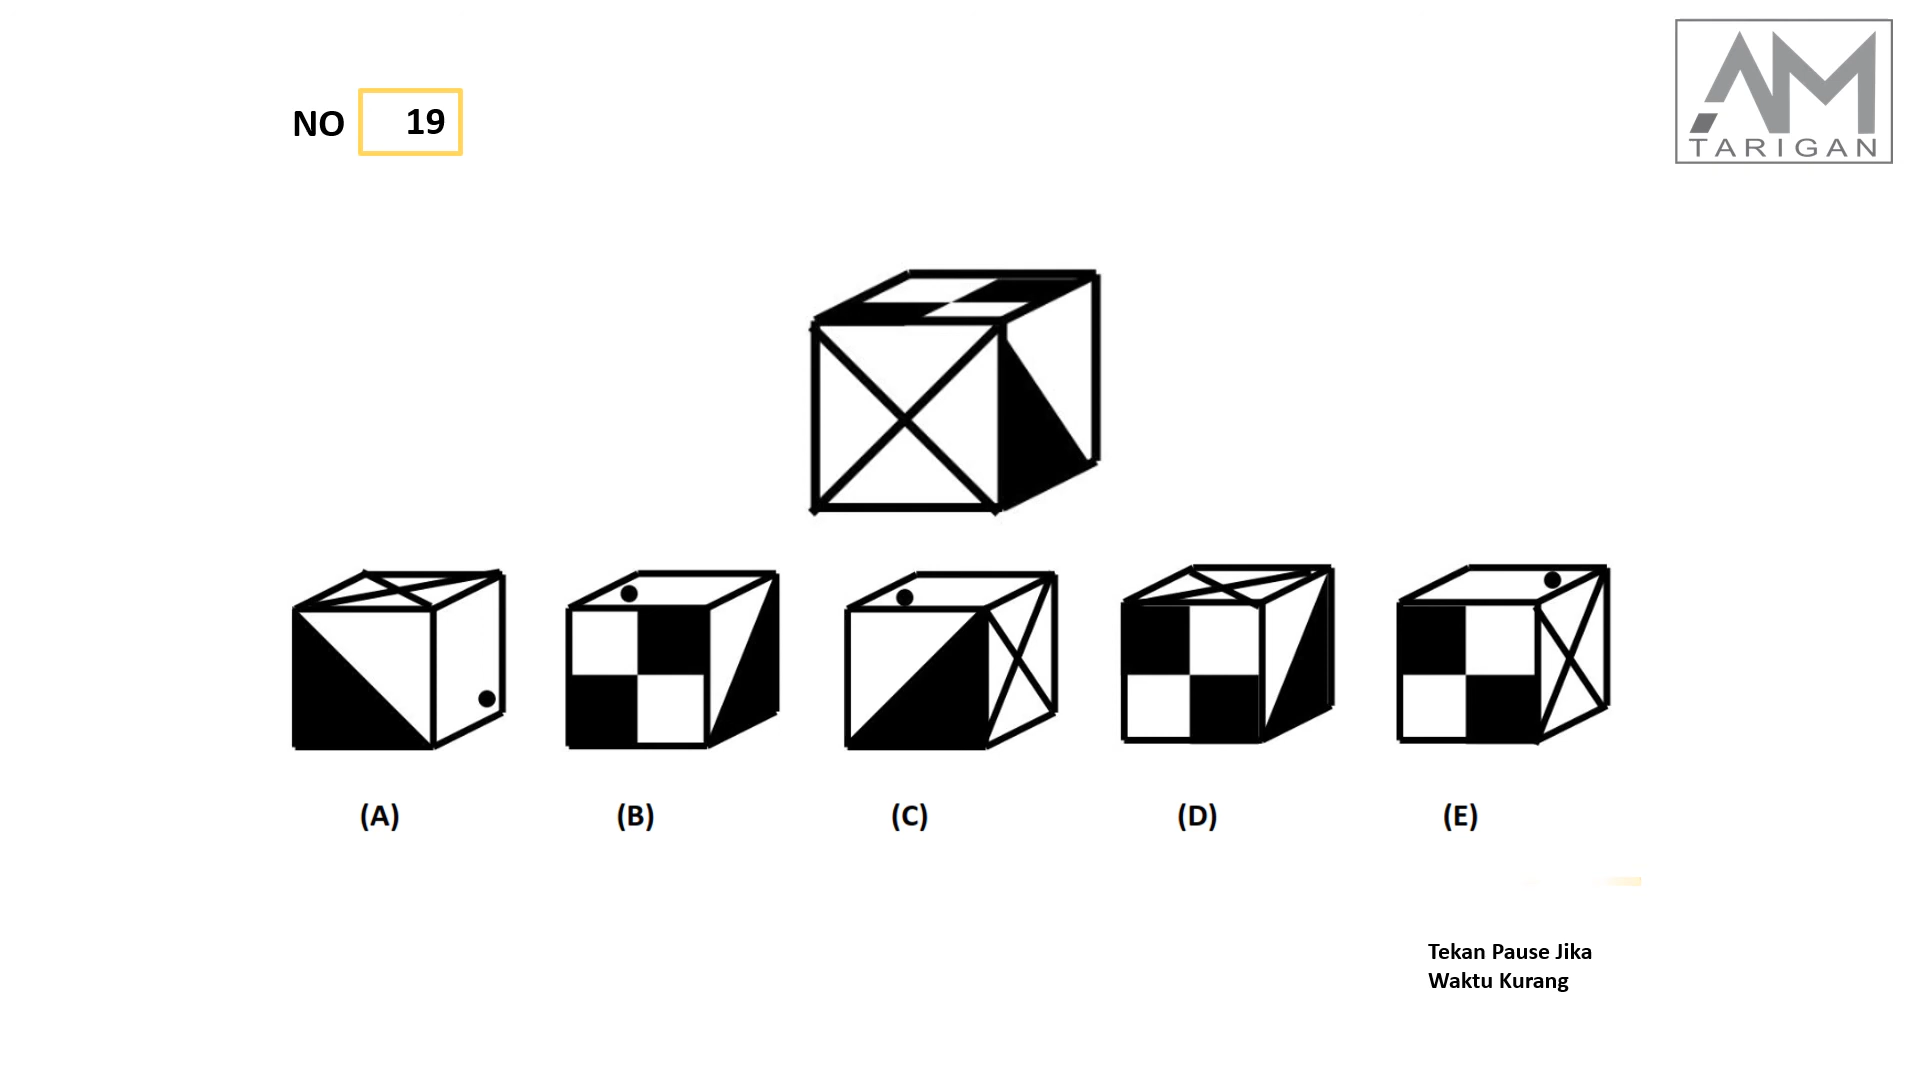 AM
TARIGAN
NO 19
(A) (B) (C) (D) (E)
Tekan Pause Jika
Waktu Kurang